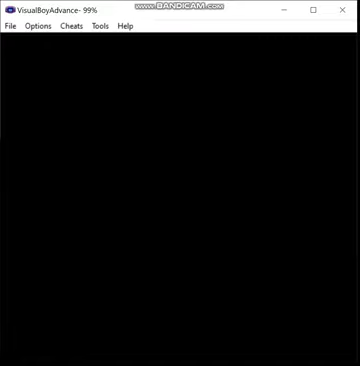 www.BANDICAM.com
VisualBoyAdvance- 99%
File Options Cheats Tools Help